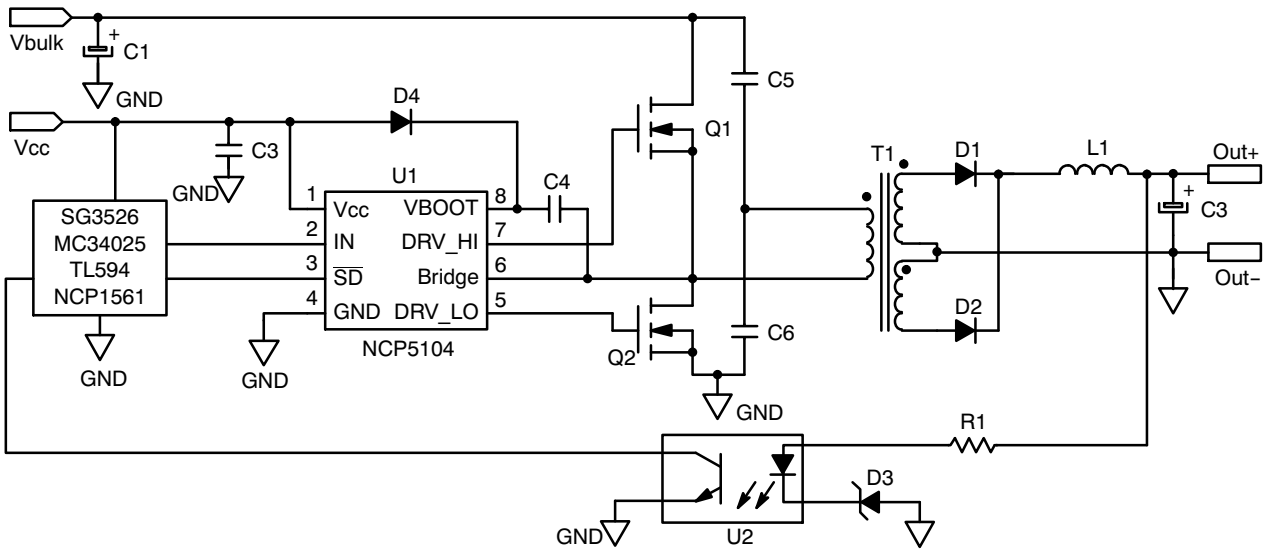 Vbulk
+
C1
GND
Vcc
C3
GND
D4
SG3526
MC34025
TL594
NCP1561
GND
U1
1 Vcc VBOOT 8
2 IN DRV_HI 7
3 SD Bridge 6
4 GND DRV_LO 5
NCP5104
GND
C4
Q1
Q2
C5
C6
GND
T1
D1
D2
L1
+
C3
Out+
Out−
R1
U2
GND
D3